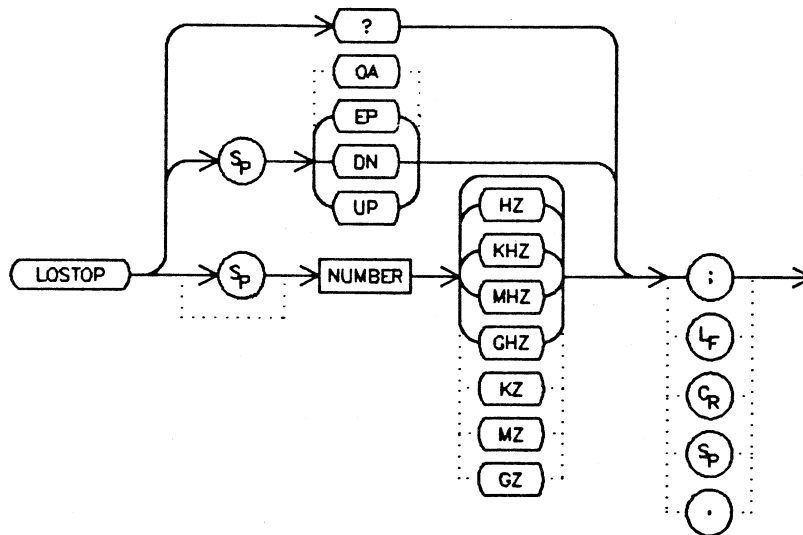 ?
OA
EP
SP
DN
UP
HZ
KHZ
LOSTOP
SP
NUMBER
;
MHZ
GHZ
LF
KZ
CR
MZ
SP
GZ